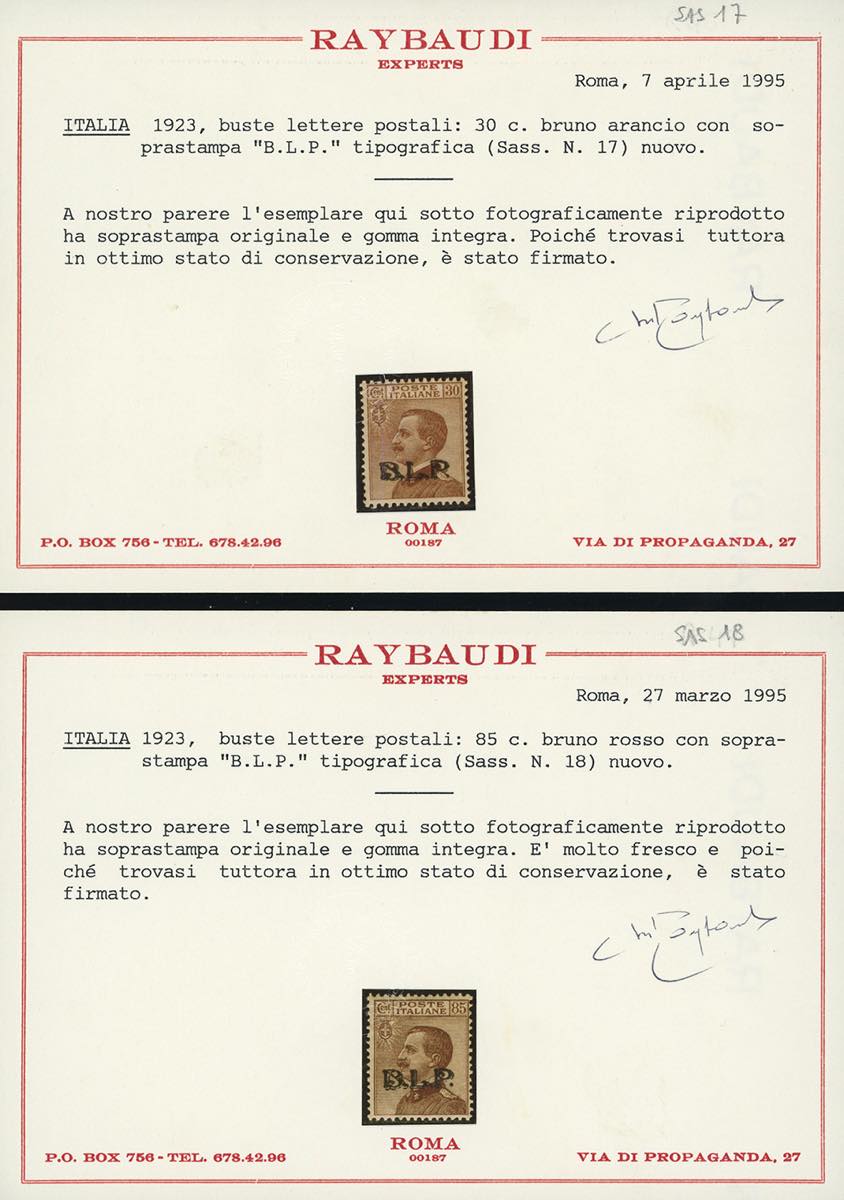 SAS 17
RAYBAUDI
EXPERTS
Roma, 7 aprile 1995
ITALIA 1923, buste lettere postali: 30 c. bruno arancio con so-
prastampa "B.L.P." tipografica (Sass. N. 17) nuovo.
A nostro parere l'esemplare qui sotto fotograficamente riprodotto
ha soprastampa originale e gomma integra. Poiché trovasi tuttora
in ottimo stato di conservazione, è stato firmato.
Cent. POSTE 30
ITALIANE
B.L.P.
ROMA
00187
P.O. BOX 756 - TEL. 678.42.96
VIA DI PROPAGANDA, 27
SAS 18
RAYBAUDI
EXPERTS
Roma, 27 marzo 1995
ITALIA 1923, buste lettere postali: 85 c. bruno rosso con sopra-
stampa "B.L.P." tipografica (Sass. N. 18) nuovo.
A nostro parere l'esemplare qui sotto fotograficamente riprodotto
ha soprastampa originale e gomma integra. E' molto fresco e poi-
ché trovasi tuttora in ottimo stato di conservazione, è stato
firmato.
Cent. POSTE 85
ITALIANE
B.L.P.
ROMA
00187
P.O. BOX 756 - TEL. 678.42.96
VIA DI PROPAGANDA, 27